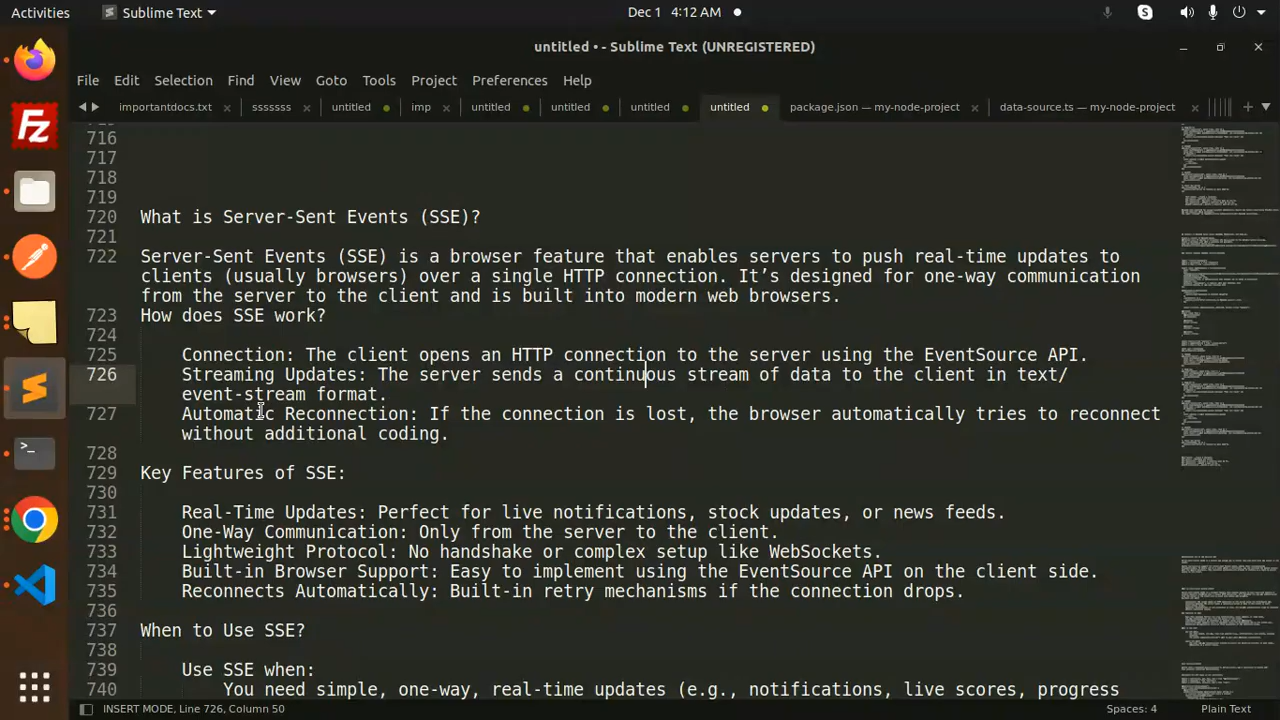 Activities Sublime Text Dec 1 4:12 AM
untitled • - Sublime Text (UNREGISTERED)
File Edit Selection Find View Goto Tools Project Preferences Help
importantdocs.txt sssssss untitled imp untitled untitled untitled untitled package.json — my-node-project data-source.ts — my-node-project
716
717
718
719
720 What is Server-Sent Events (SSE)?
721
722 Server-Sent Events (SSE) is a browser feature that enables servers to push real-time updates to
clients (usually browsers) over a single HTTP connection. It’s designed for one-way communication
from the server to the client and is built into modern web browsers.
723 How does SSE work?
724
725 Connection: The client opens an HTTP connection to the server using the EventSource API.
726 Streaming Updates: The server sends a continuous stream of data to the client in text/
event-stream format.
727 Automatic Reconnection: If the connection is lost, the browser automatically tries to reconnect
without additional coding.
728
729 Key Features of SSE:
730
731 Real-Time Updates: Perfect for live notifications, stock updates, or news feeds.
732 One-Way Communication: Only from the server to the client.
733 Lightweight Protocol: No handshake or complex setup like WebSockets.
734 Built-in Browser Support: Easy to implement using the EventSource API on the client side.
735 Reconnects Automatically: Built-in retry mechanisms if the connection drops.
736
737 When to Use SSE?
738
739 Use SSE when:
740 You need simple, one-way, real-time updates (e.g., notifications, live scores, progress
INSERT MODE, Line 726, Column 50 Spaces: 4 Plain Text